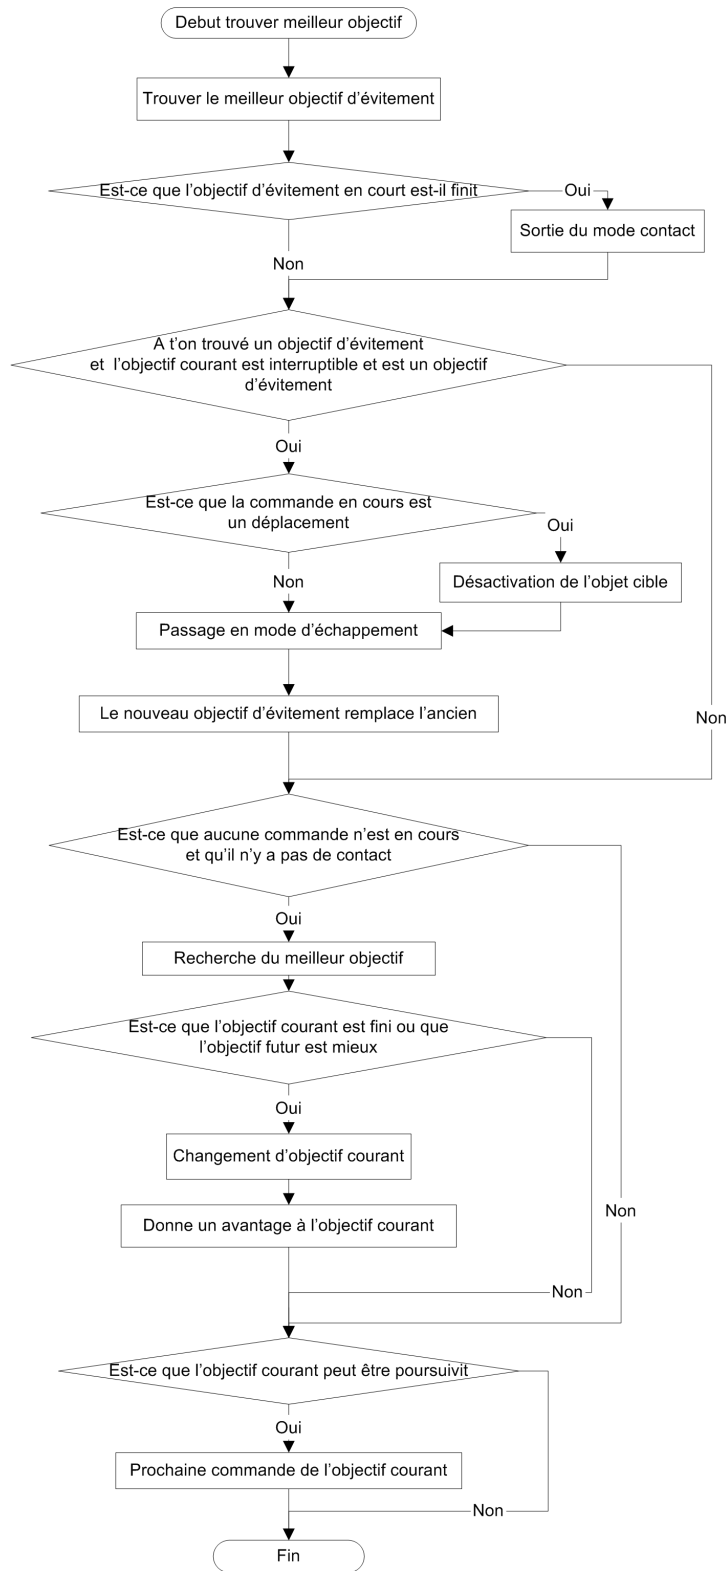 Debut trouver meilleur objectif
Trouver le meilleur objectif d'évitement
Est-ce que l'objectif d'évitement en court est-il finit
Oui
Sortie du mode contact
Non
A t'on trouvé un objectif d'évitement
et l'objectif courant est interruptible et est un objectif
d'évitement
Oui
Est-ce que la commande en cours est
un déplacement
Oui
Non
Désactivation de l'objet cible
Passage en mode d'échappement
Le nouveau objectif d'évitement remplace l'ancien
Non
Est-ce que aucune commande n'est en cours
et qu'il n'y a pas de contact
Oui
Recherche du meilleur objectif
Est-ce que l'objectif courant est fini ou que
l'objectif futur est mieux
Oui
Changement d'objectif courant
Non
Donne un avantage à l'objectif courant
Non
Est-ce que l'objectif courant peut être poursuivit
Oui
Prochaine commande de l'objectif courant
Non
Fin